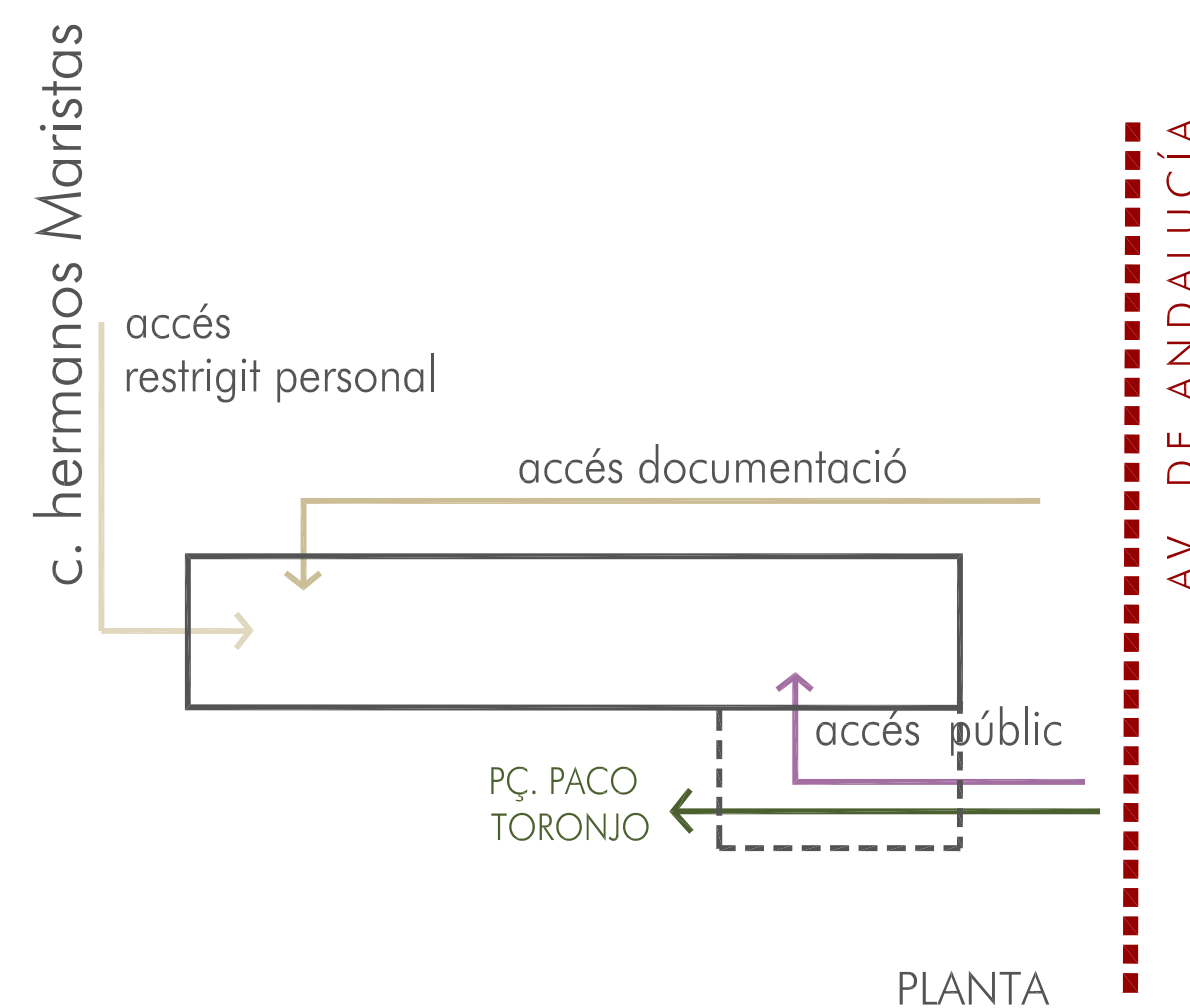 c. hermanos Maristas
accés
restrigit personal
accés documentació
accés públic
PÇ. PACO
TORONJO
AV. DE ANDALUCÍA
PLANTA